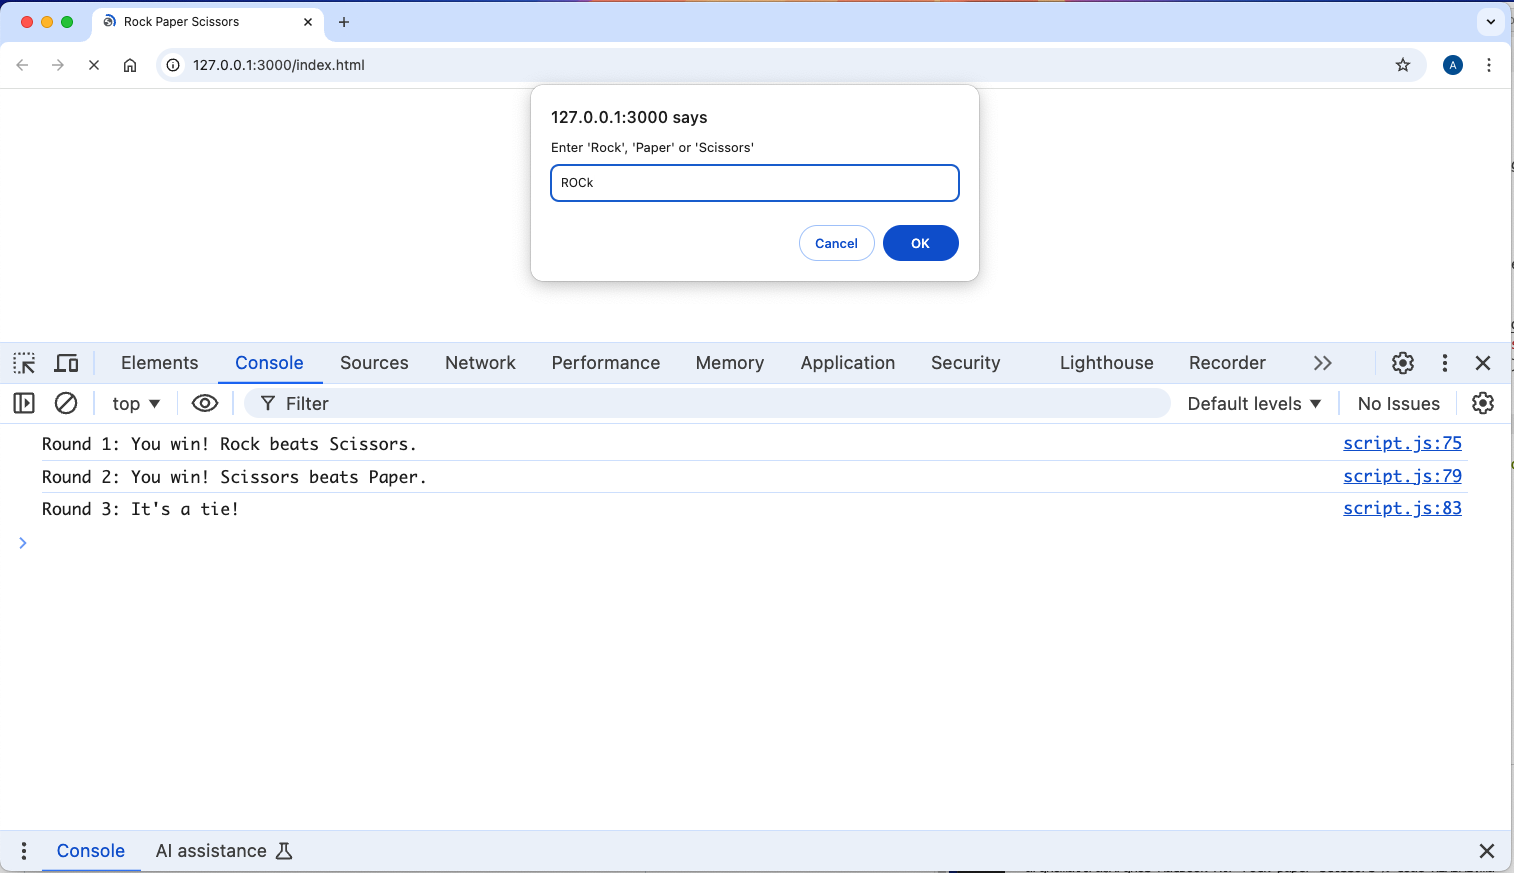 Rock Paper Scissors
127.0.0.1:3000/index.html
A
127.0.0.1:3000 says
Enter 'Rock', 'Paper' or 'Scissors'
ROCk
Cancel OK
Elements Console Sources Network Performance Memory Application Security Lighthouse Recorder
top Filter Default levels No Issues
Round 1: You win! Rock beats Scissors. script.js:75
Round 2: You win! Scissors beats Paper. script.js:79
Round 3: It's a tie! script.js:83
Console AI assistance